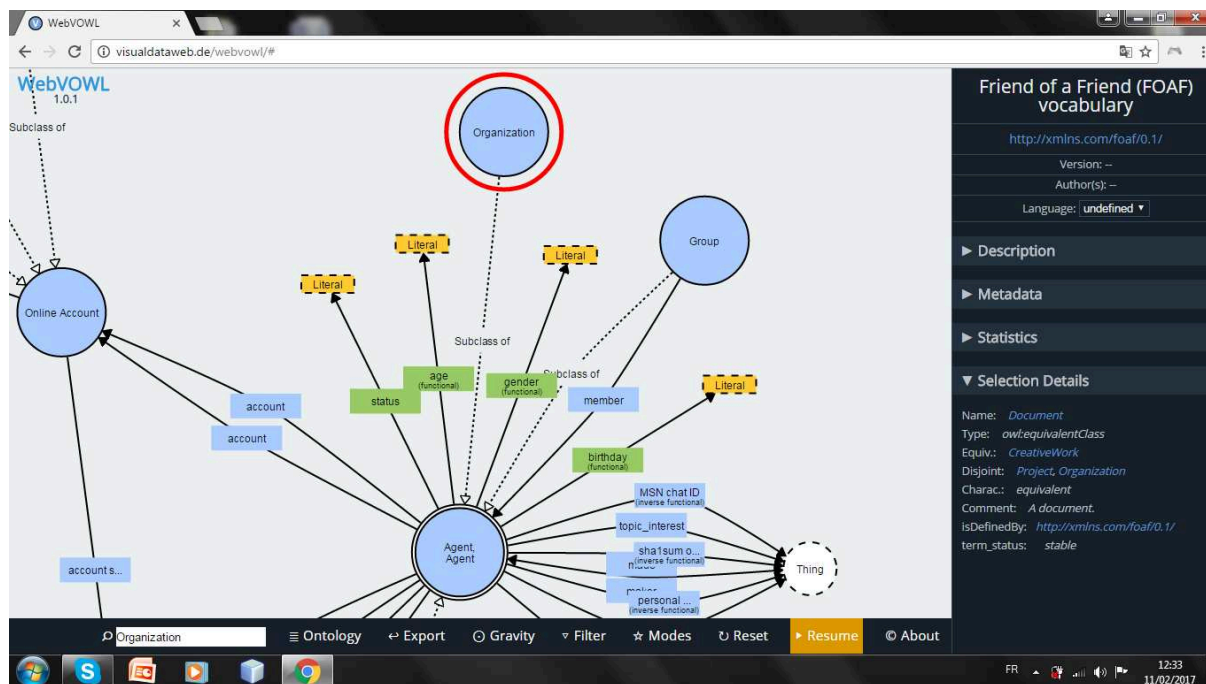 WebVOWL
visualdataweb.de/webvowl/#
WebVOWL
1.0.1
Subclass of
Organization
Group
Literal
Literal
Literal
Online Account
Subclass of
Subclass of
age
(functional)
gender
(functional)
Literal
status
member
account
account
birthday
(functional)
MSN chat ID
(inverse functional)
topic_interest
Agent,
Agent
sha1sum o...
(inverse functional)
made
account s...
Thing
maker
personal ...
(inverse functional)
Friend of a Friend (FOAF)
vocabulary
http://xmlns.com/foaf/0.1/
Version: --
Author(s): --
Language: undefined
Description
Metadata
Statistics
Selection Details
Name: Document
Type: owl:equivalentClass
Equiv.: CreativeWork
Disjoint: Project, Organization
Charac.: equivalent
Comment: A document.
isDefinedBy: http://xmlns.com/foaf/0.1/
term_status: stable
Organization Ontology Export Gravity Filter Modes Reset Resume © About
FR 12:33
11/02/2017